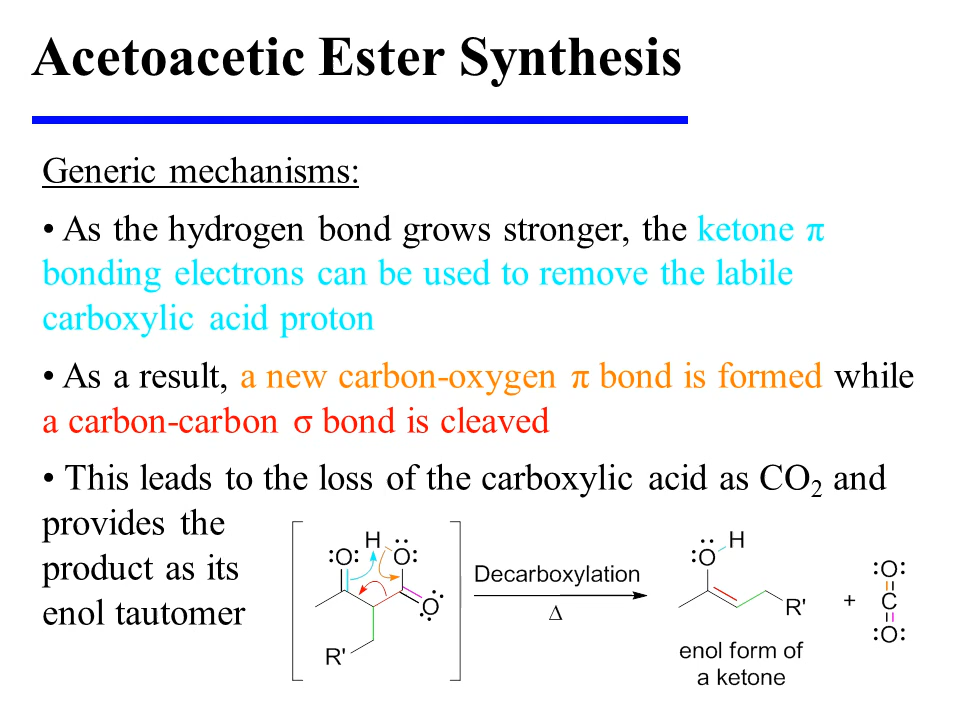 Acetoacetic Ester Synthesis
Generic mechanisms:
• As the hydrogen bond grows stronger, the ketone π
bonding electrons can be used to remove the labile
carboxylic acid proton
• As a result, a new carbon-oxygen π bond is formed while
a carbon-carbon σ bond is cleaved
• This leads to the loss of the carboxylic acid as CO₂ and
provides the
product as its
enol tautomer
H
O
O
O
R'
Decarboxylation
Δ
H
O
R'
enol form of
a ketone
+
O
C
O